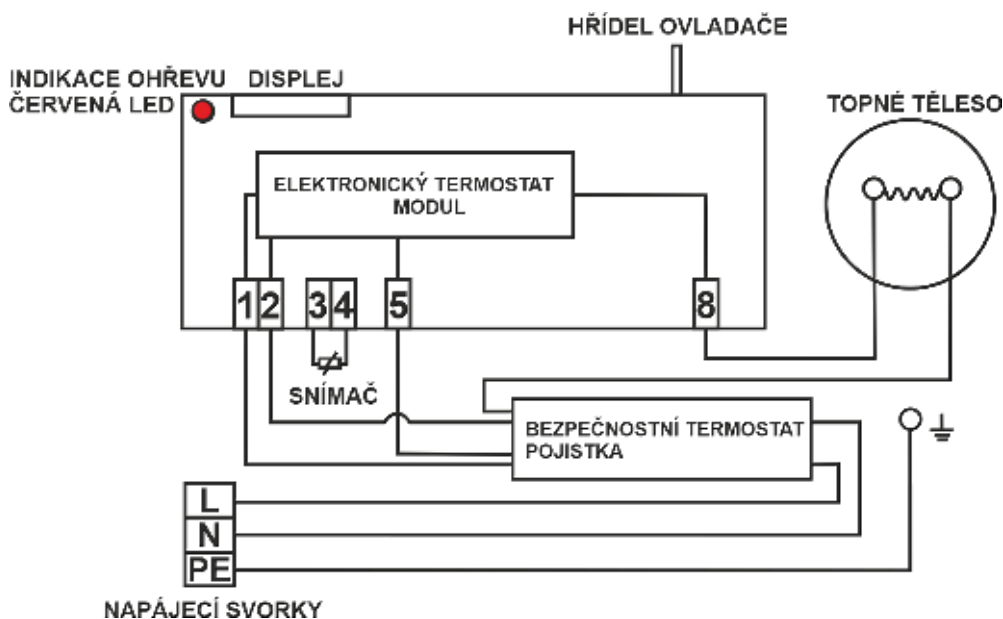 HŘÍDEL OVLADAČE
INDIKACE OHŘEVU
ČERVENÁ LED
DISPLEJ
TOPNÉ TĚLESO
ELEKTRONICKÝ TERMOSTAT
MODUL
1 2 3 4 5 8
SNÍMAČ
BEZPEČNOSTNÍ TERMOSTAT
POJISTKA
L
N
PE
NAPÁJECÍ SVORKY